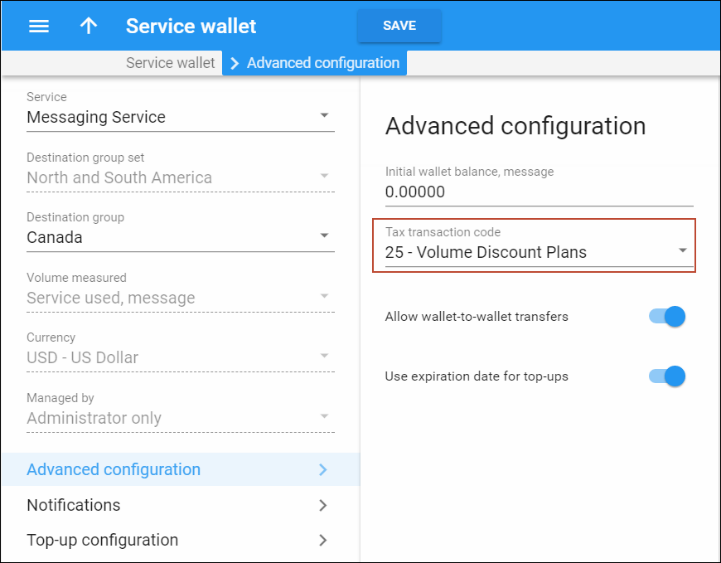 Service wallet
SAVE
Service wallet
Advanced configuration
Service
Messaging Service
Destination group set
North and South America
Destination group
Canada
Volume measured
Service used, message
Currency
USD - US Dollar
Managed by
Administrator only
Advanced configuration
Notifications
Top-up configuration
Advanced configuration
Initial wallet balance, message
0.00000
Tax transaction code
25 - Volume Discount Plans
Allow wallet-to-wallet transfers
Use expiration date for top-ups